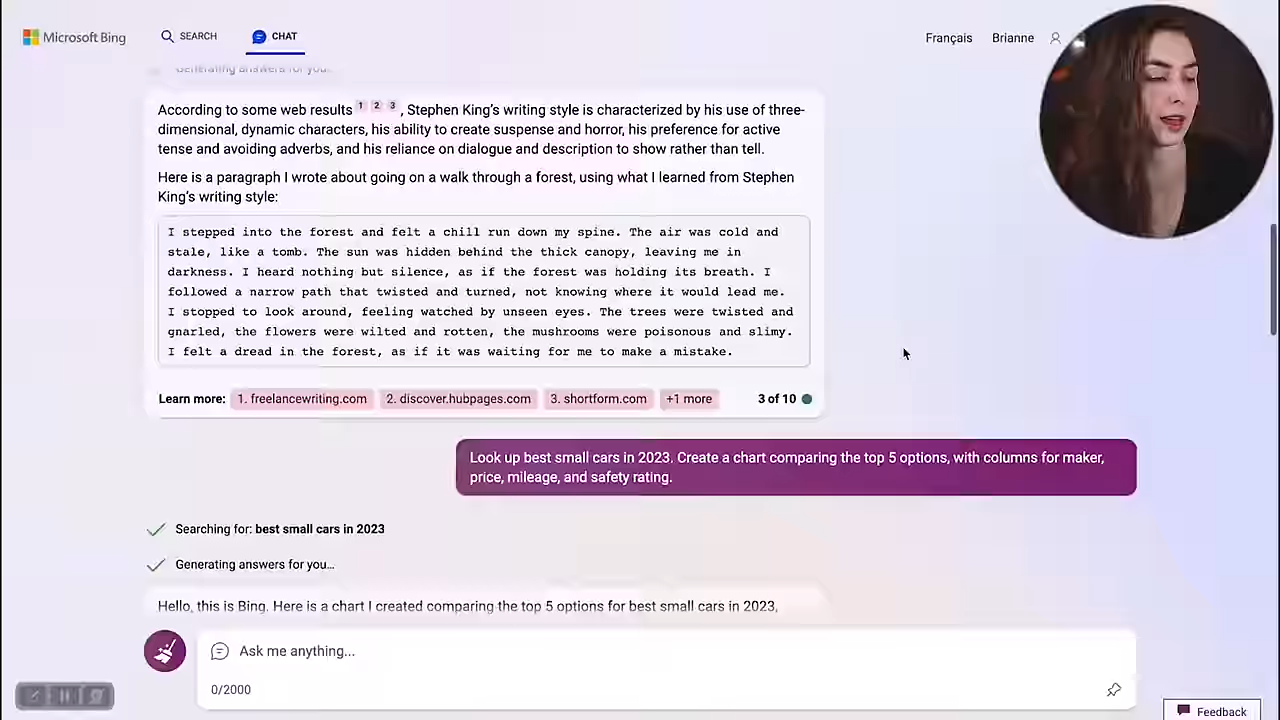 Microsoft Bing
SEARCH
CHAT
Français
Brianne
Generating answers for you.
According to some web results 1 2 3 , Stephen King's writing style is characterized by his use of three-
dimensional, dynamic characters, his ability to create suspense and horror, his preference for active
tense and avoiding adverbs, and his reliance on dialogue and description to show rather than tell.
Here is a paragraph I wrote about going on a walk through a forest, using what I learned from Stephen
King's writing style:
I stepped into the forest and felt a chill run down my spine. The air was cold and
stale, like a tomb. The sun was hidden behind the thick canopy, leaving me in
darkness. I heard nothing but silence, as if the forest was holding its breath. I
followed a narrow path that twisted and turned, not knowing where it would lead me.
I stopped to look around, feeling watched by unseen eyes. The trees were twisted and
gnarled, the flowers were wilted and rotten, the mushrooms were poisonous and slimy.
I felt a dread in the forest, as if it was waiting for me to make a mistake.
Learn more: 1. freelancewriting.com 2. discover.hubpages.com 3. shortform.com +1 more 3 of 10
Look up best small cars in 2023. Create a chart comparing the top 5 options, with columns for maker,
price, mileage, and safety rating.
Searching for: best small cars in 2023
Generating answers for you…
Hello, this is Bing. Here is a chart I created comparing the top 5 options for best small cars in 2023,
Ask me anything...
0/2000
Feedback